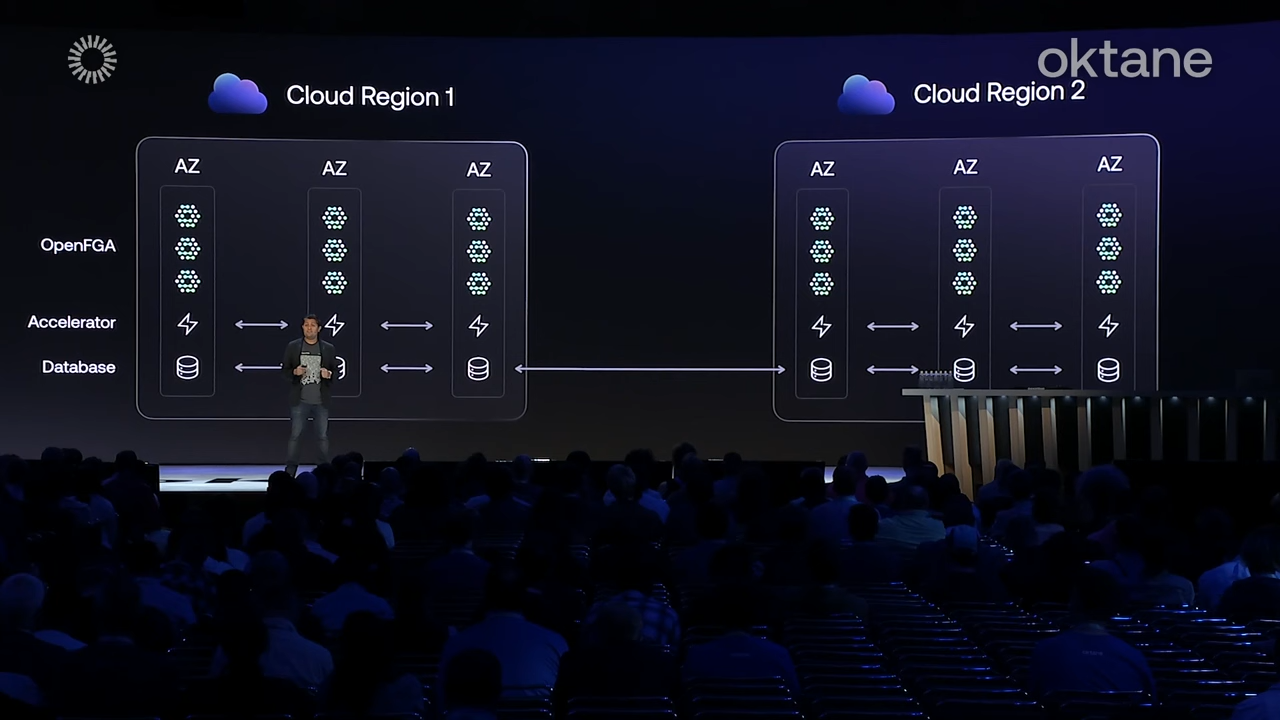 oktane
Cloud Region 1
Cloud Region 2
AZ AZ AZ
AZ AZ AZ
OpenFGA
Accelerator
Database